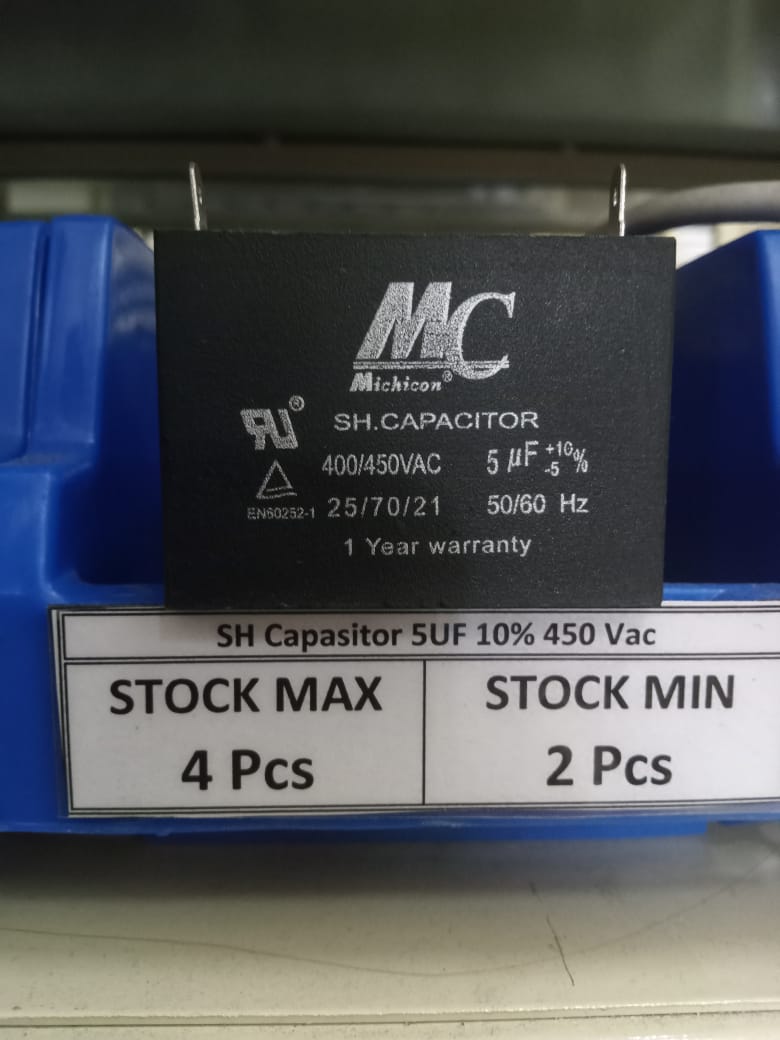 MC
Michicon®
RU®
SH.CAPACITOR
400/450VAC 5 µF +10 -5 %
EN60252-1 25/70/21 50/60 Hz
1 Year warranty
SH Capasitor 5UF 10% 450 Vac
STOCK MAX
4 Pcs
STOCK MIN
2 Pcs